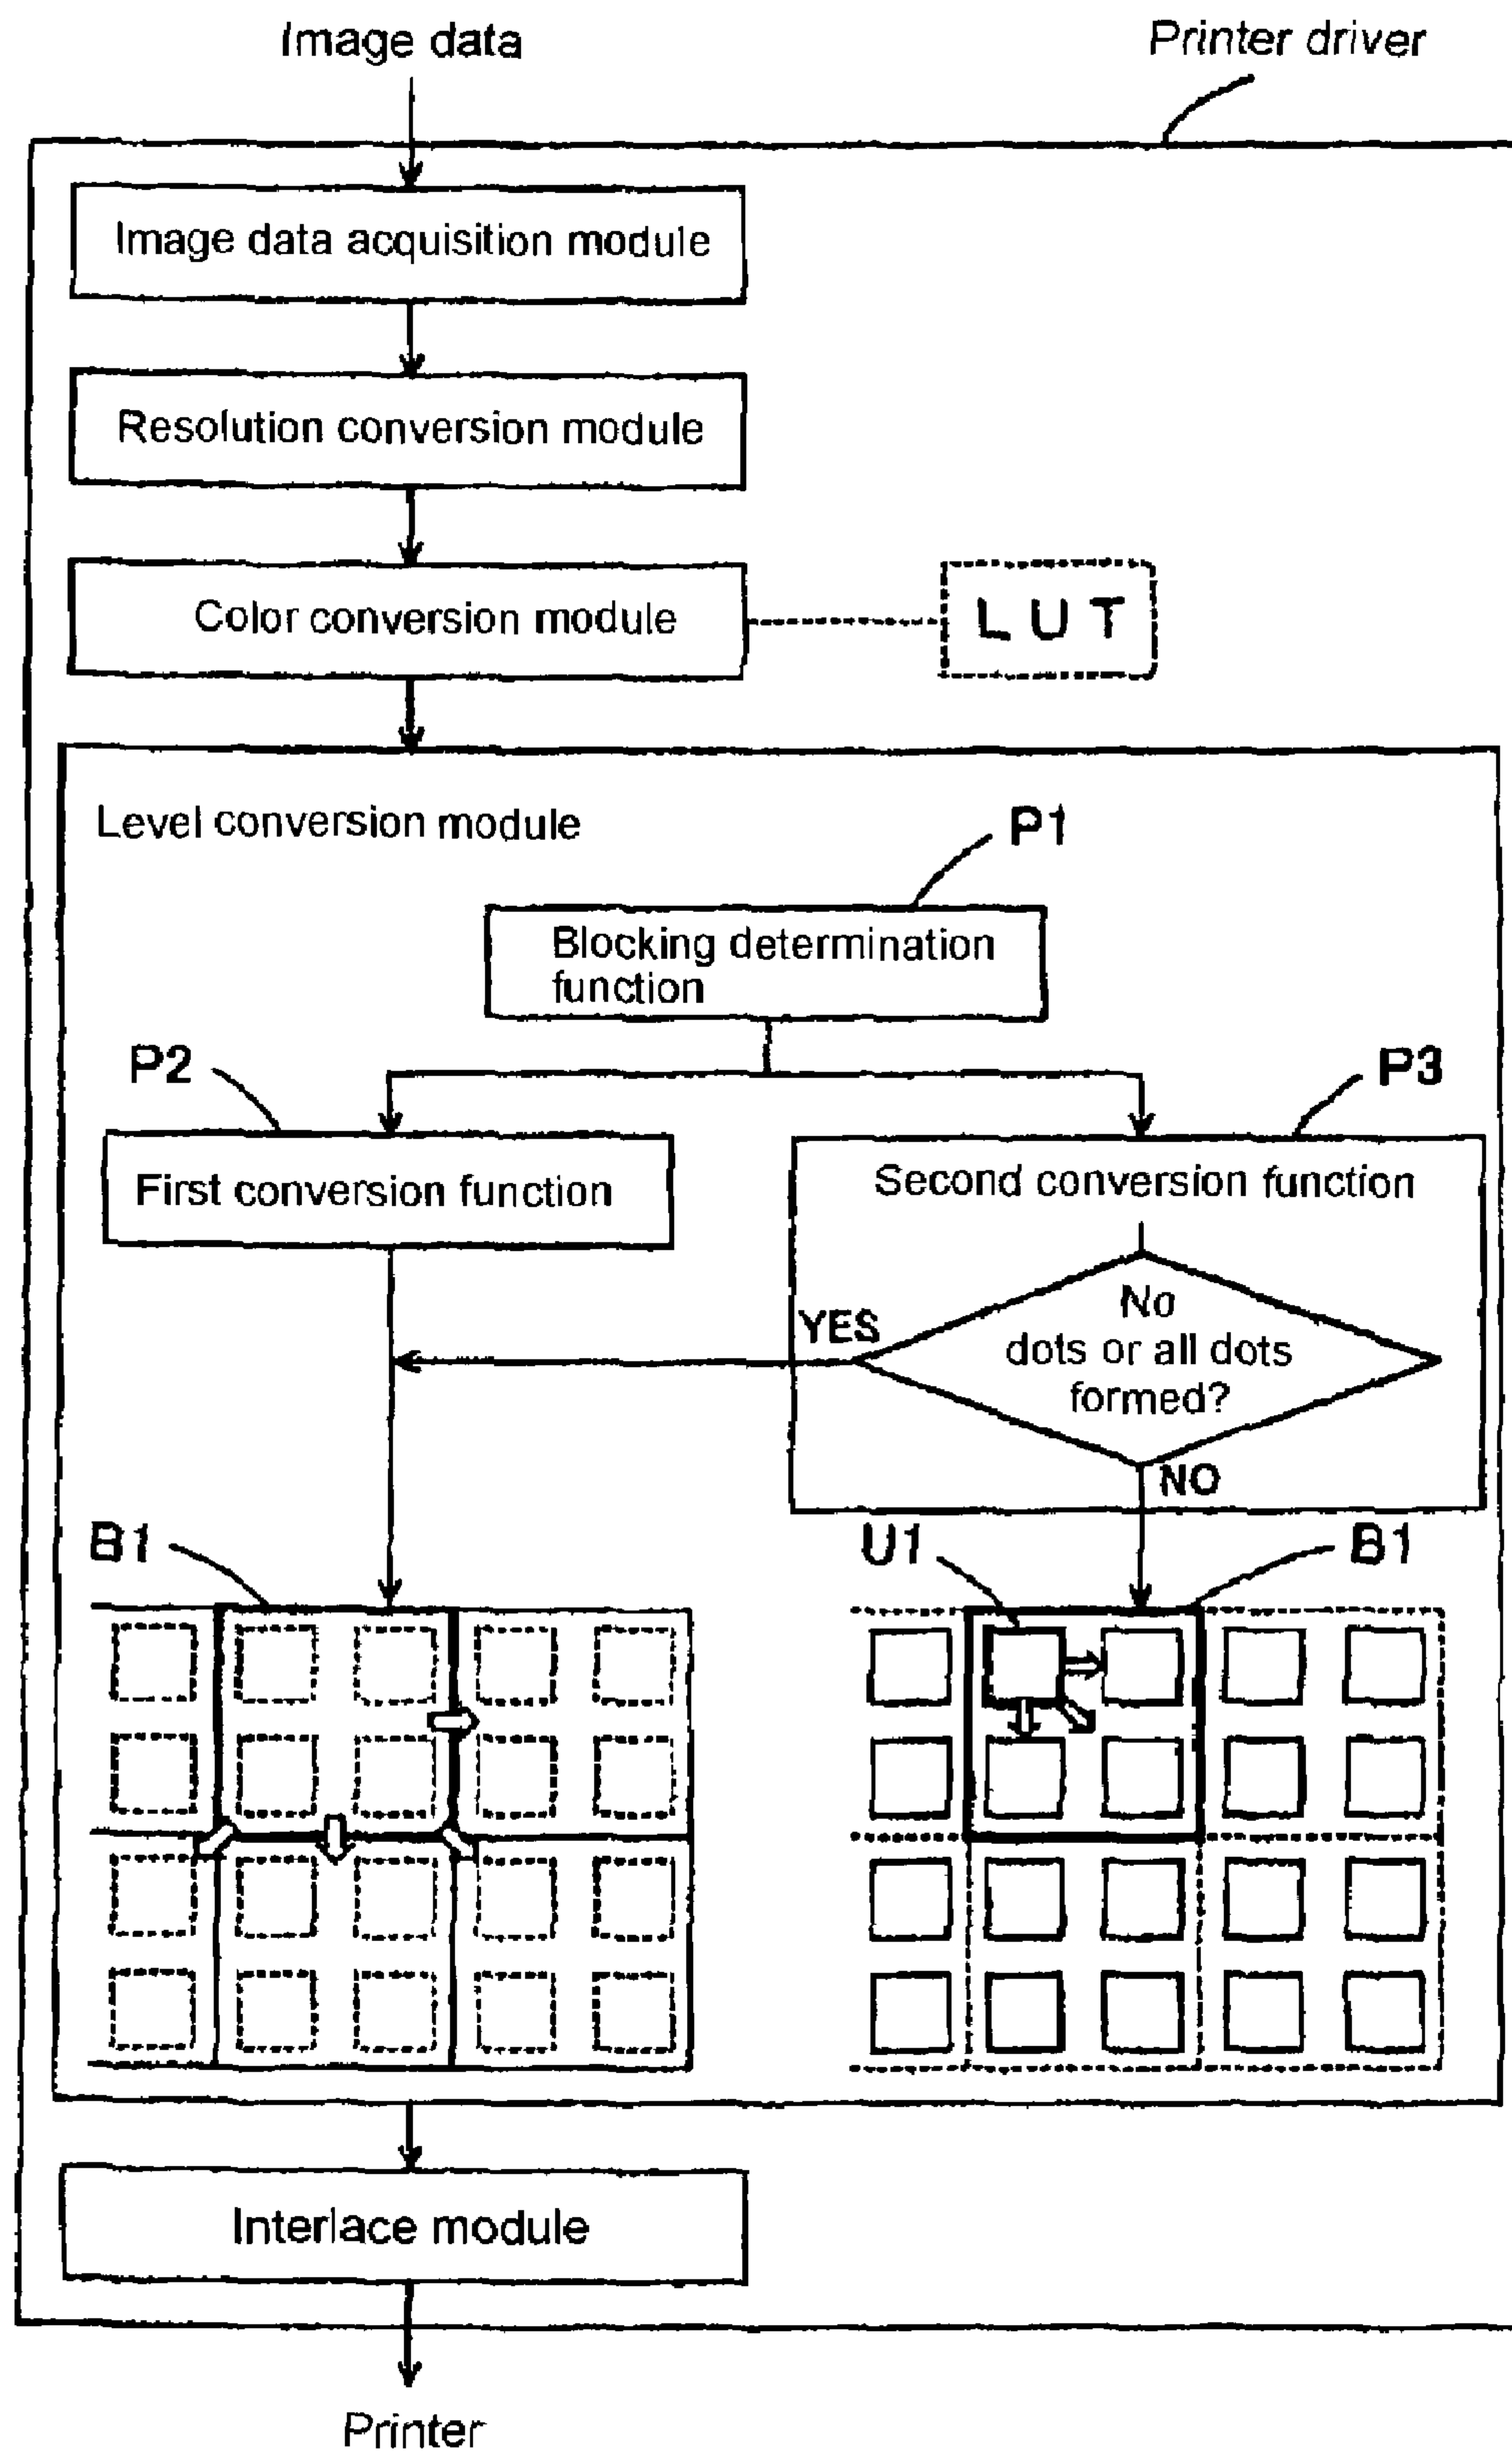 Image data
Printer driver
Image data acquisition module
Resolution conversion module
Color conversion module
L U T
Level conversion module
P1
Blocking determination
function
P2
P3
First conversion function
Second conversion function
No
dots or all dots
formed?
YES
NO
B1
U1
B1
Interlace module
Printer